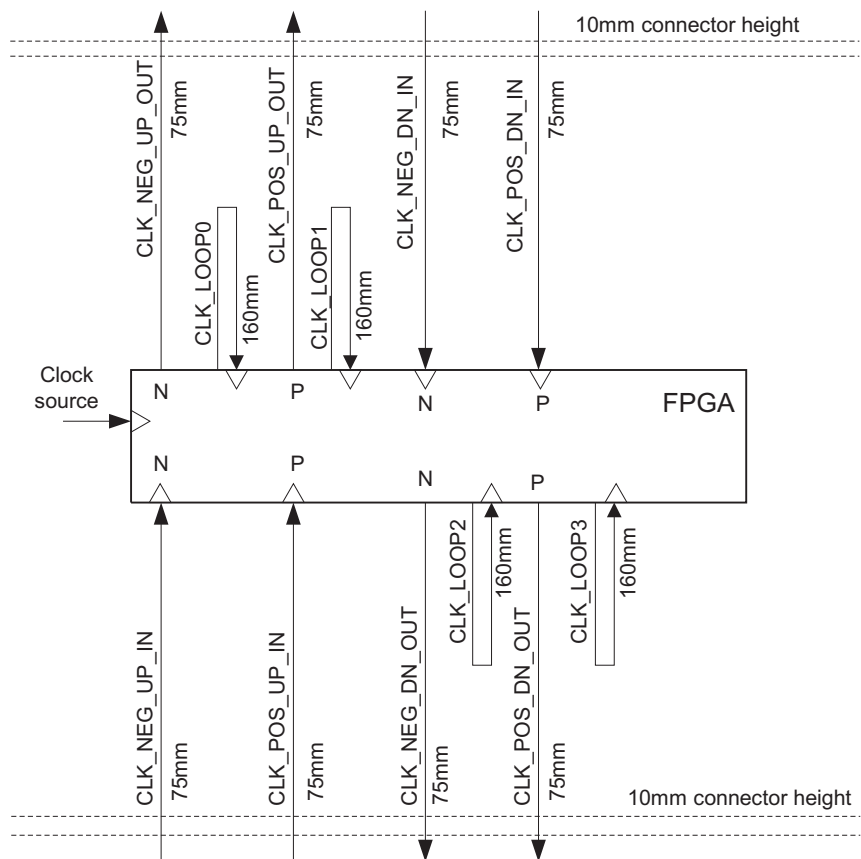 10mm connector height
CLK_NEG_UP_OUT
75mm
CLK_POS_UP_OUT
75mm
CLK_NEG_DN_IN
75mm
CLK_POS_DN_IN
75mm
CLK_LOOP0
160mm
CLK_LOOP1
160mm
Clock
source
N
P
N
P
FPGA
N
P
N
P
CLK_NEG_UP_IN
75mm
CLK_POS_UP_IN
75mm
CLK_NEG_DN_OUT
75mm
CLK_LOOP2
160mm
CLK_POS_DN_OUT
75mm
CLK_LOOP3
160mm
10mm connector height